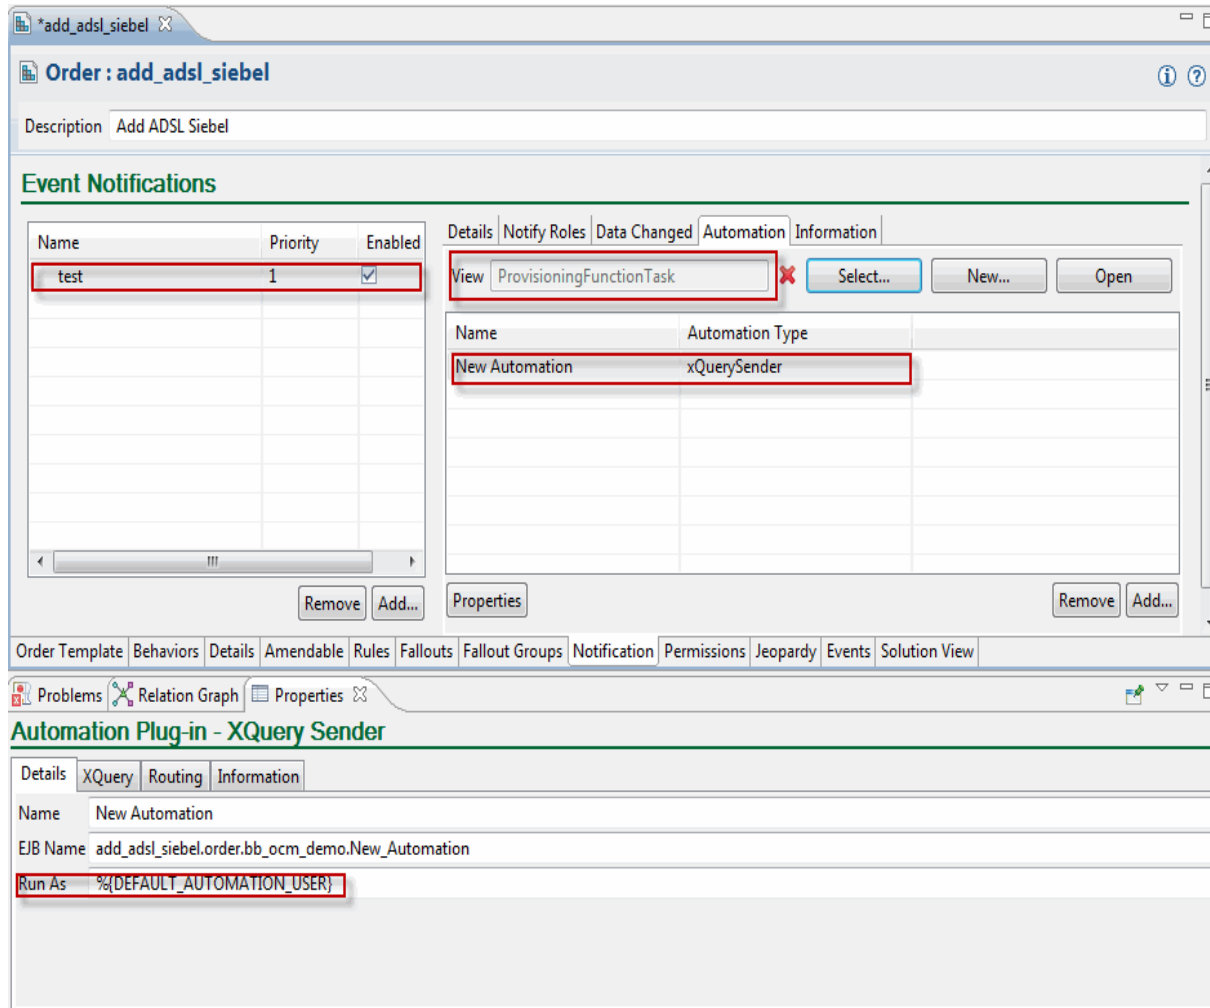 *add_adsl_siebel
Order : add_adsl_siebel
Description Add ADSL Siebel
Event Notifications
Name Priority Enabled
test 1
Details Notify Roles Data Changed Automation Information
View ProvisioningFunctionTask Select... New... Open
Name Automation Type
New Automation xQuerySender
Remove Add...
Properties Remove Add...
Order Template Behaviors Details Amendable Rules Fallouts Fallout Groups Notification Permissions Jeopardy Events Solution View
Problems Relation Graph Properties
Automation Plug-in - XQuery Sender
Details XQuery Routing Information
Name New Automation
EJB Name add_adsl_siebel.order.bb_ocm_demo.New_Automation
Run As %{DEFAULT_AUTOMATION_USER}